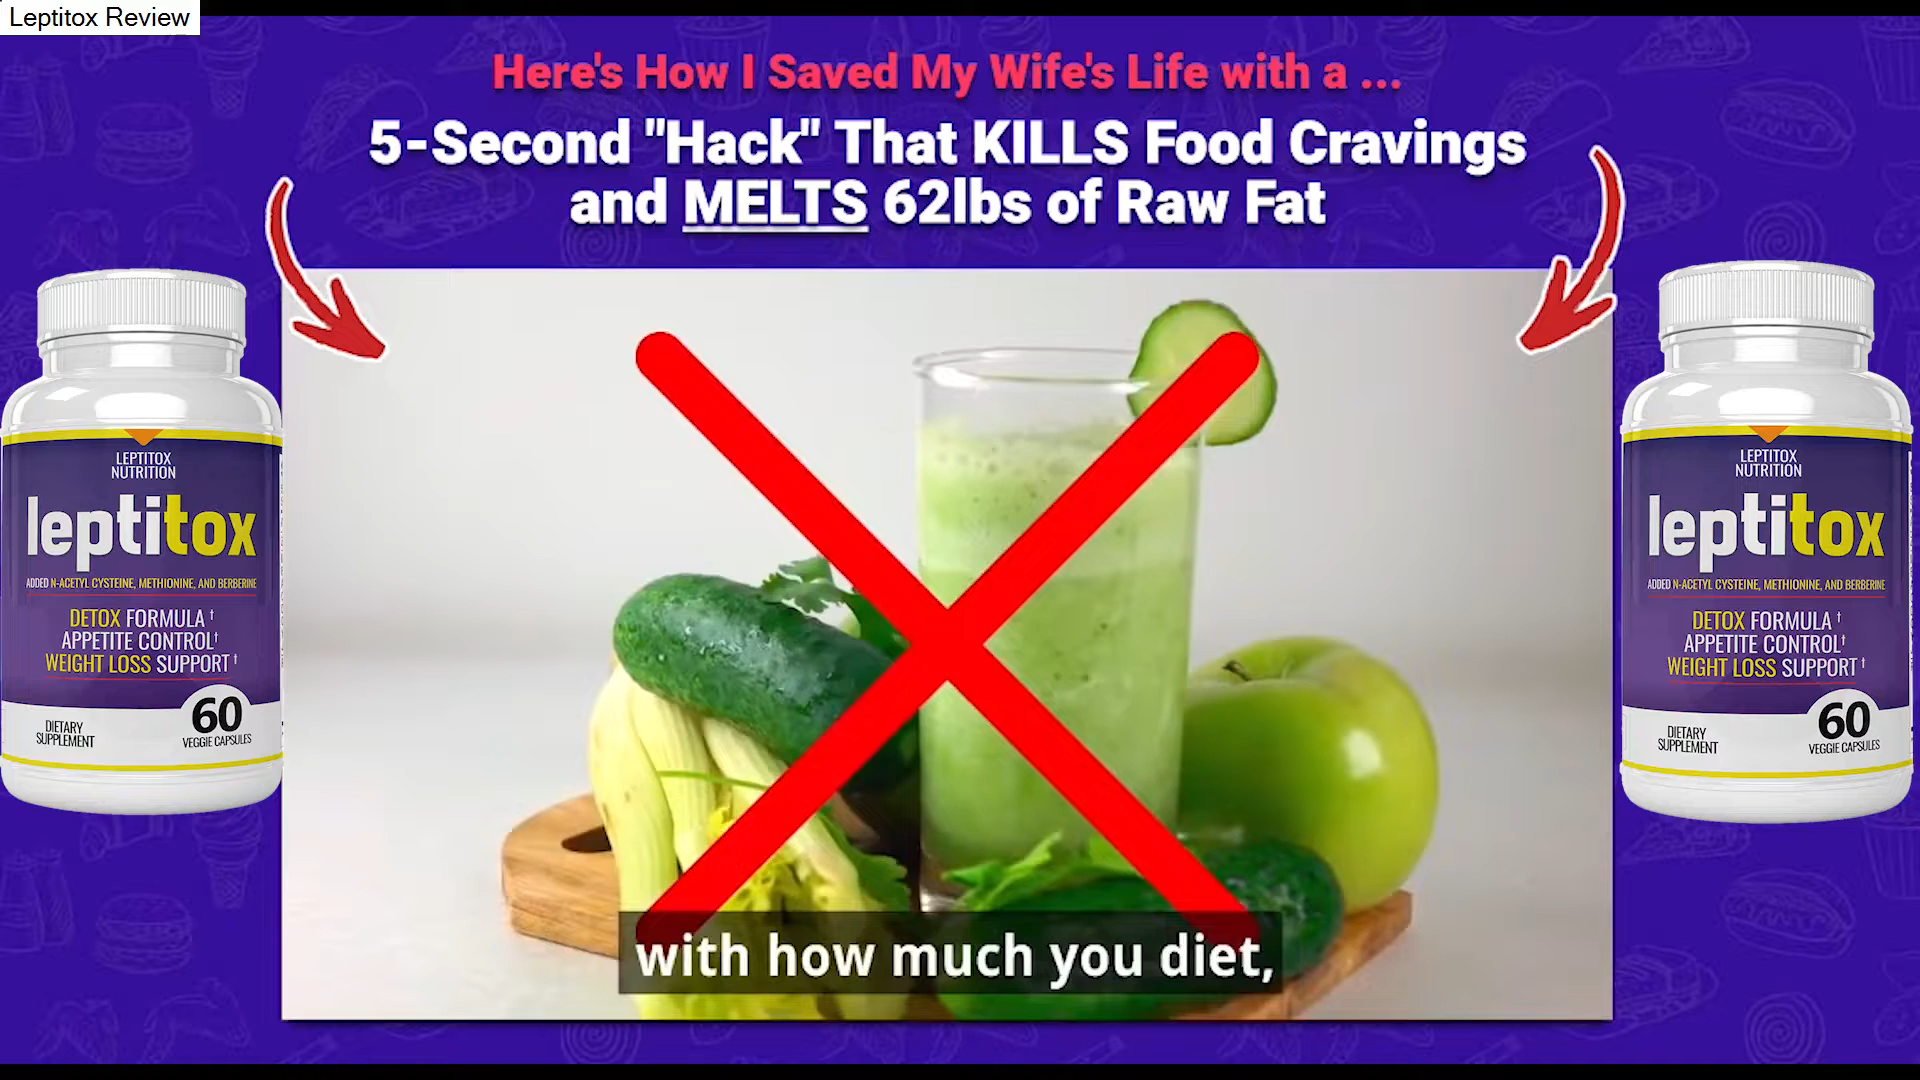 Leptitox Review
Here's How I Saved My Wife's Life with a ...
5-Second "Hack" That KILLS Food Cravings
and MELTS 62lbs of Raw Fat
LEPTITOX
NUTRITION
leptitox
ADDED N-ACETYL CYSTEINE, METHIONINE, AND BERBERINE
DETOX FORMULA †
APPETITE CONTROL†
WEIGHT LOSS SUPPORT †
DIETARY
SUPPLEMENT
60
VEGGIE CAPSULES
LEPTITOX
NUTRITION
leptitox
ADDED N-ACETYL CYSTEINE, METHIONINE, AND BERBERINE
DETOX FORMULA †
APPETITE CONTROL†
WEIGHT LOSS SUPPORT †
DIETARY
SUPPLEMENT
60
VEGGIE CAPSULES
with how much you diet,